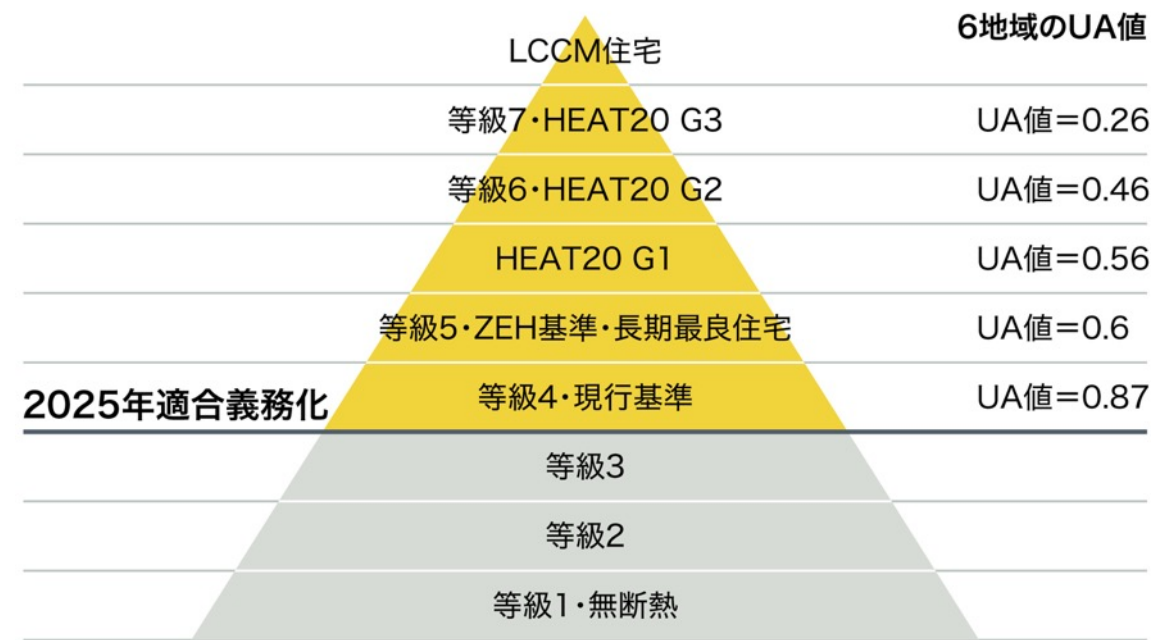 6地域のUA値
LCCM住宅
等級7・HEAT20 G3 UA値＝0.26
等級6・HEAT20 G2 UA値＝0.46
HEAT20 G1 UA値＝0.56
等級5・ZEH基準・長期最良住宅 UA値＝0.6
2025年適合義務化 等級4・現行基準 UA値＝0.87
等級3
等級2
等級1・無断熱